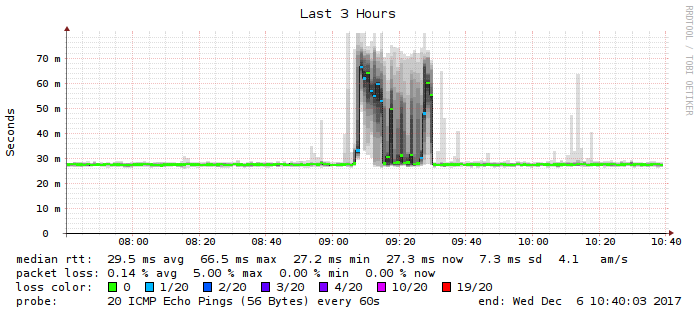 Last 3 Hours
RRDTOOL / TOBI OETIKER
Seconds
70 m
60 m
50 m
40 m
30 m
20 m
10 m
0
08:00 08:20 08:40 09:00 09:20 09:40 10:00 10:20 10:40
median rtt: 29.5 ms avg 66.5 ms max 27.2 ms min 27.3 ms now 7.3 ms sd 4.1 am/s
packet loss: 0.14 % avg 5.00 % max 0.00 % min 0.00 % now
loss color: 0 1/20 2/20 3/20 4/20 10/20 19/20
probe: 20 ICMP Echo Pings (56 Bytes) every 60s end: Wed Dec 6 10:40:03 2017